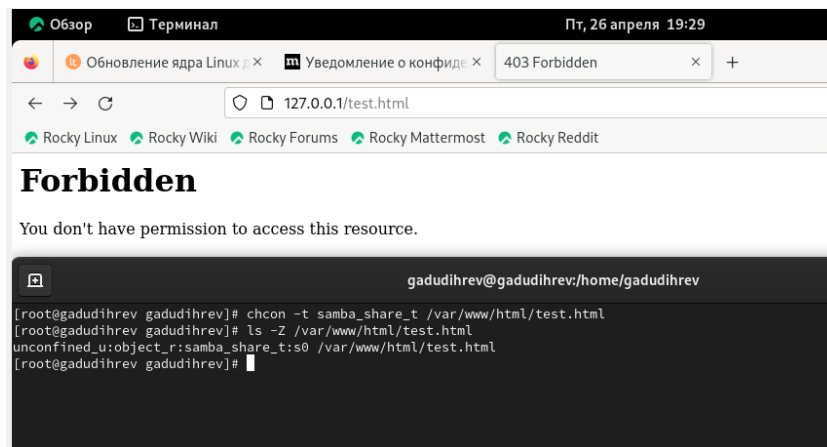 Обзор Терминал Пт, 26 апреля 19:29
Обновление ядра Linux д × Уведомление о конфиде × 403 Forbidden × +
127.0.0.1/test.html
Rocky Linux Rocky Wiki Rocky Forums Rocky Mattermost Rocky Reddit
Forbidden
You don't have permission to access this resource.
gadudihrev@gadudihrev:/home/gadudihrev
[root@gadudihrev gadudihrev]# chcon -t samba_share_t /var/www/html/test.html
[root@gadudihrev gadudihrev]# ls -Z /var/www/html/test.html
unconfined_u:object_r:samba_share_t:s0 /var/www/html/test.html
[root@gadudihrev gadudihrev]#